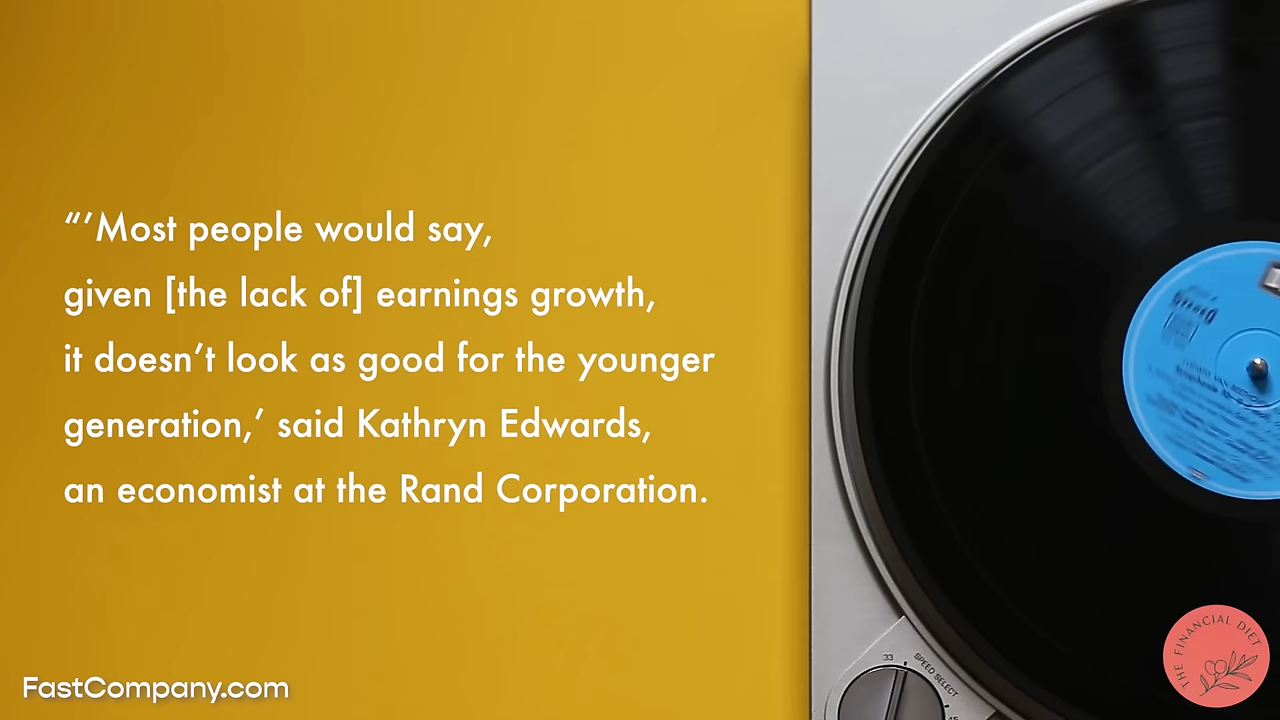 “‘Most people would say,
given [the lack of] earnings growth,
it doesn’t look as good for the younger
generation,’ said Kathryn Edwards,
an economist at the Rand Corporation.
FastCompany.com
33
SPEED SELECT
THE FINANCIAL DIET